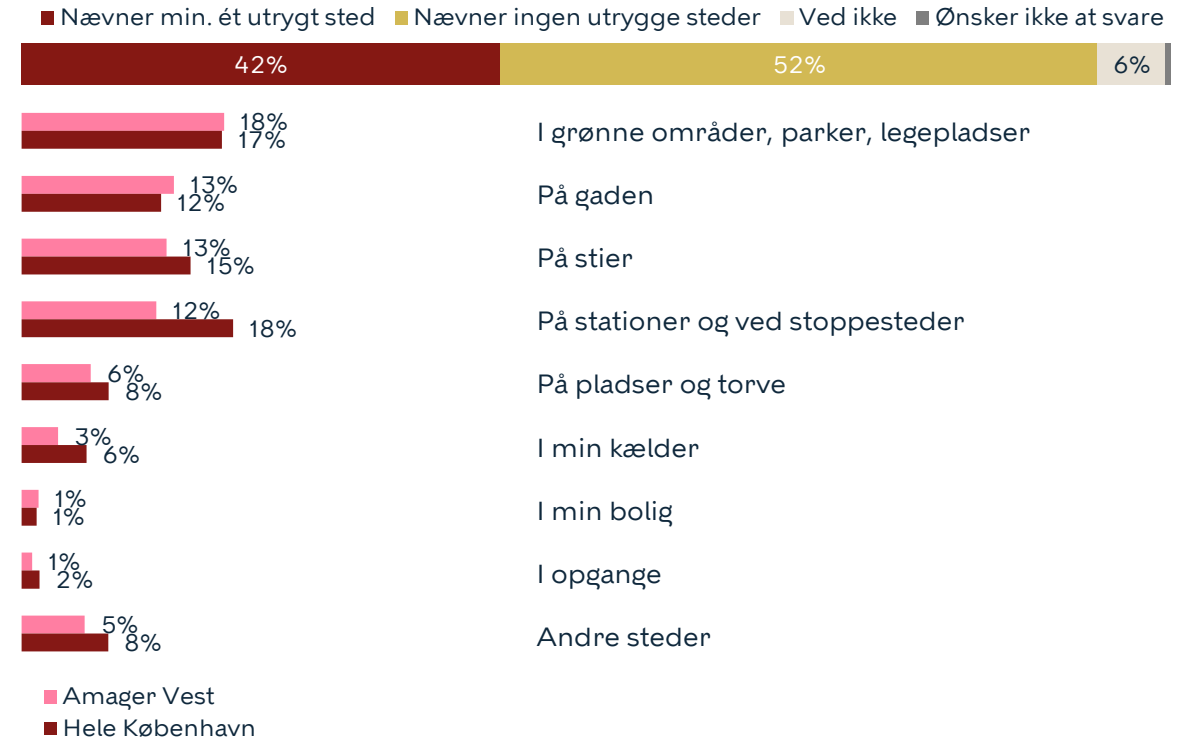 Nævner min. ét utrygt sted Nævner ingen utrygge steder Ved ikke Ønsker ikke at svare
42% 52% 6%
18%
17% I grønne områder, parker, legepladser
13%
12% På gaden
13%
15% På stier
12%
18% På stationer og ved stoppesteder
6%
8% På pladser og torve
3%
6% I min kælder
1%
1% I min bolig
1%
2% I opgange
5%
8% Andre steder
Amager Vest
Hele København